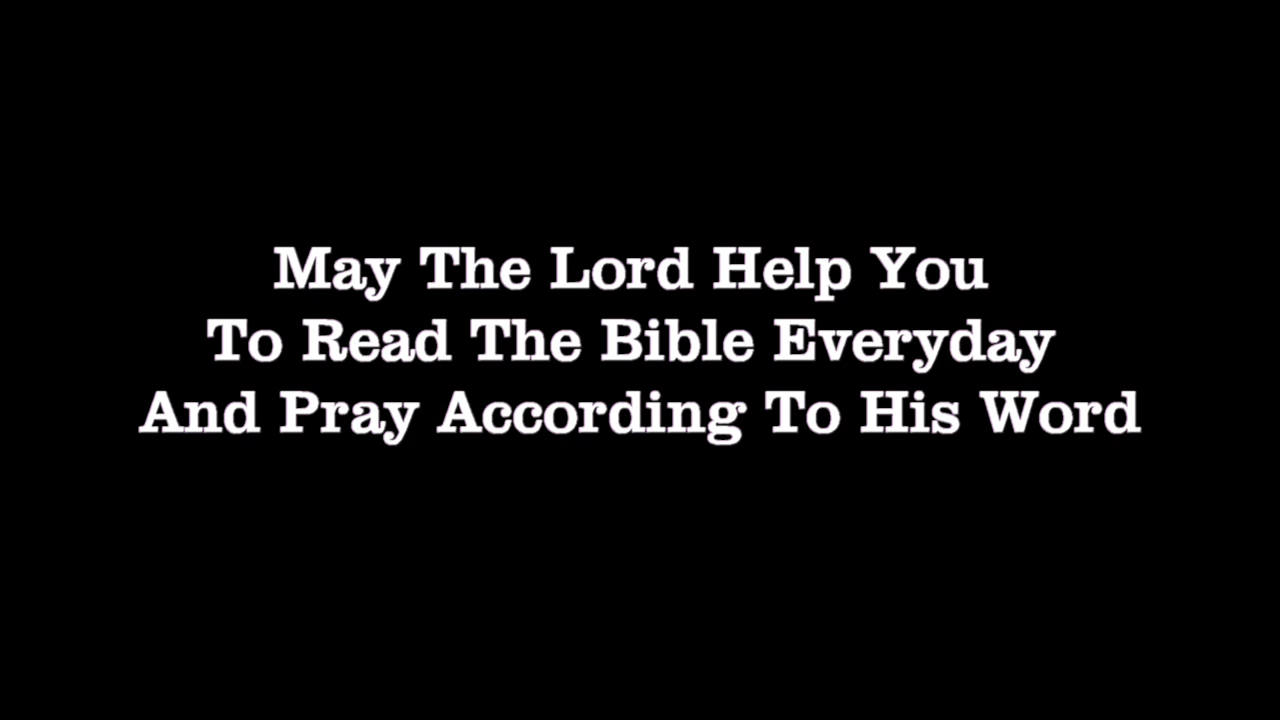 May The Lord Help You
To Read The Bible Everyday
And Pray According To His Word